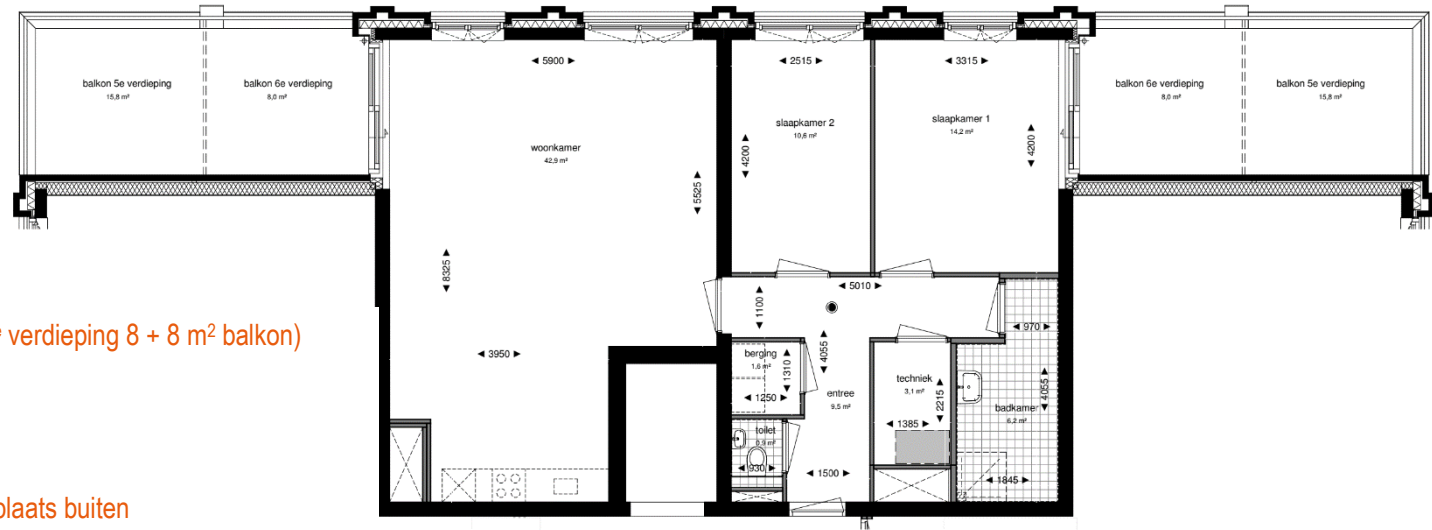 5900
2515
3315
balkon 5e verdieping
15,8 m²
balkon 6e verdieping
8,0 m²
balkon 6e verdieping
8,0 m²
balkon 5e verdieping
15,8 m²
slaapkamer 2
10,6 m²
slaapkamer 1
14,2 m²
woonkamer
42,9 m²
4200
4200
5525
8325
5010
1100
970
verdieping 8 + 8 m² balkon)
3950
4055
berging
1,6 m²
1310
1250
techniek
3,1 m²
2215
1385
entree
9,5 m²
4055
badkamer
6,2 m²
toilet
0,9 m²
930
1500
1845
plaats buiten